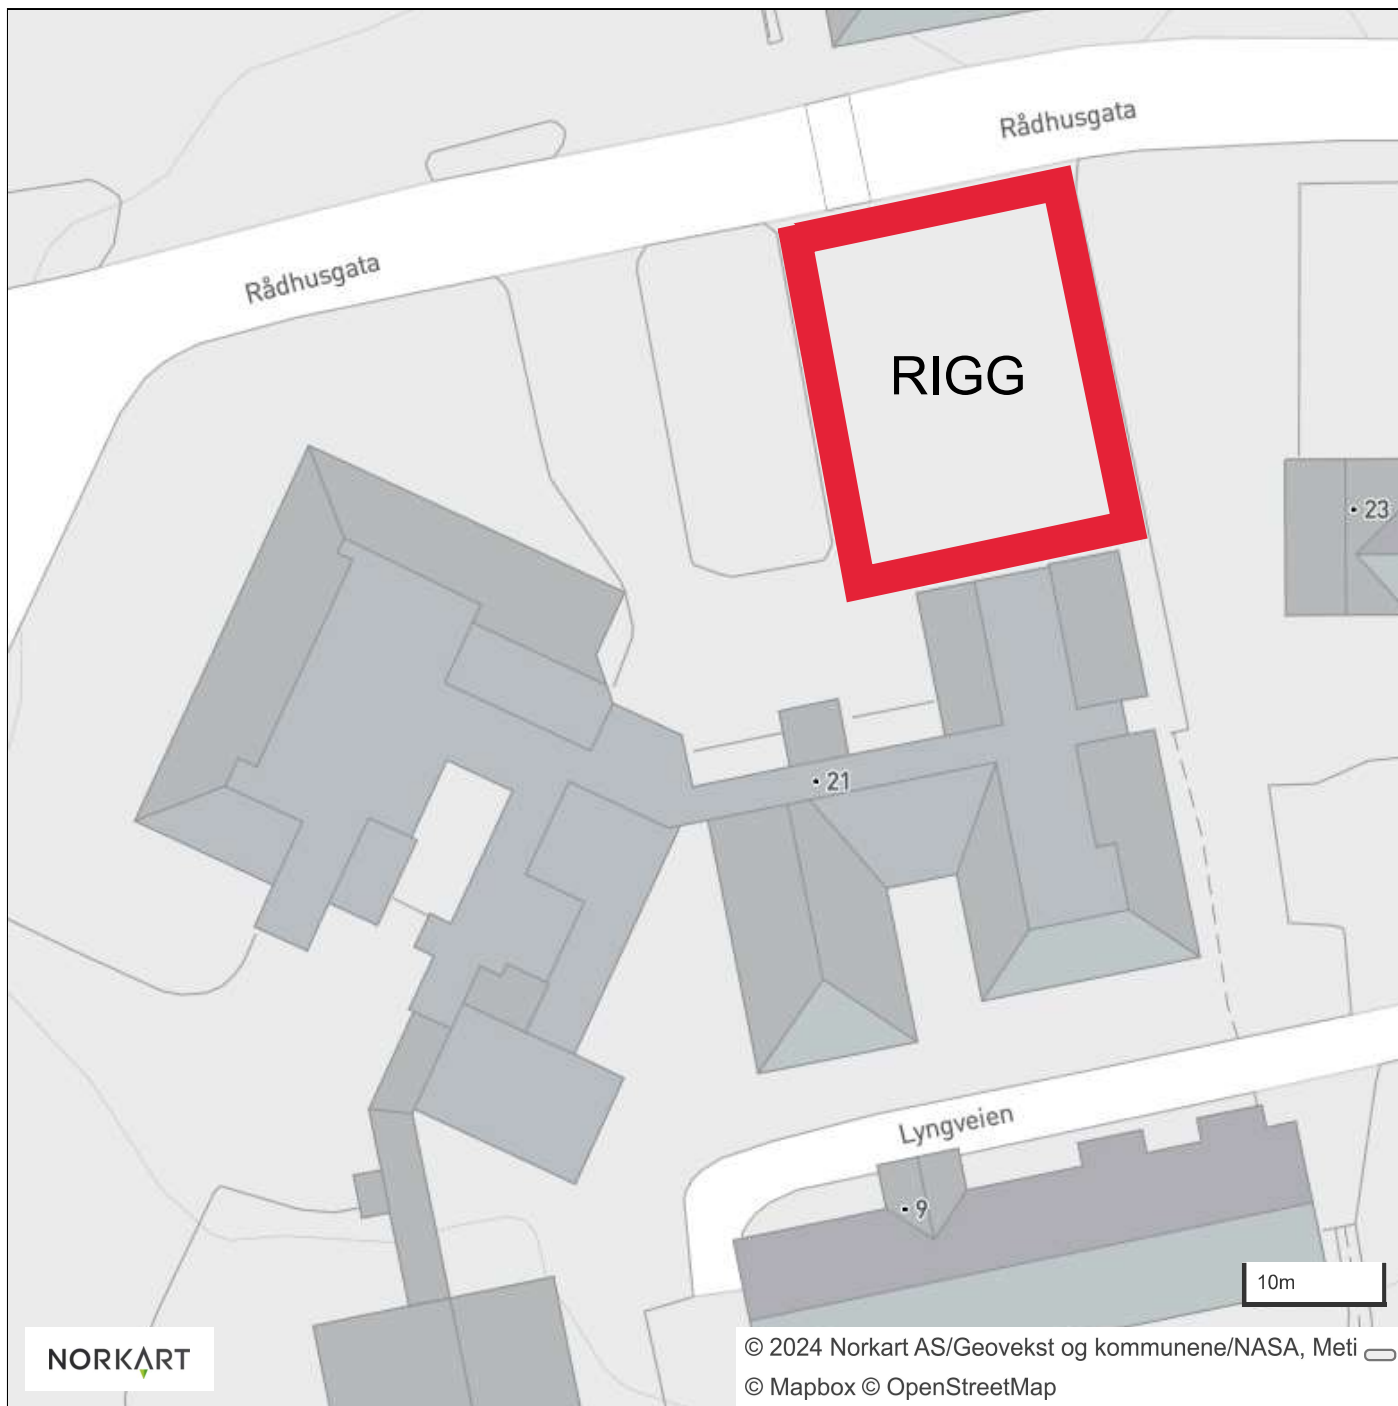 Rådhusgata
Rådhusgata
RIGG
23
21
Lyngveien
9
10m
NORKART
© 2024 Norkart AS/Geovekst og kommunene/NASA, Meti
© Mapbox © OpenStreetMap